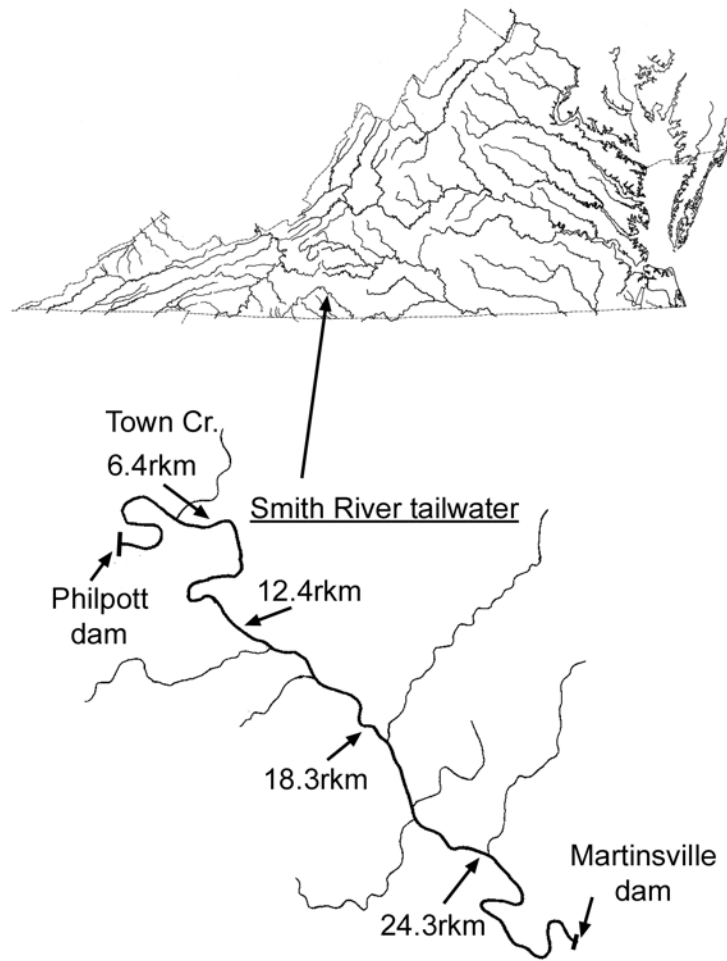 Town Cr.
6.4rkm
Smith River tailwater
Philpott
dam
12.4rkm
18.3rkm
Martinsville
dam
24.3rkm